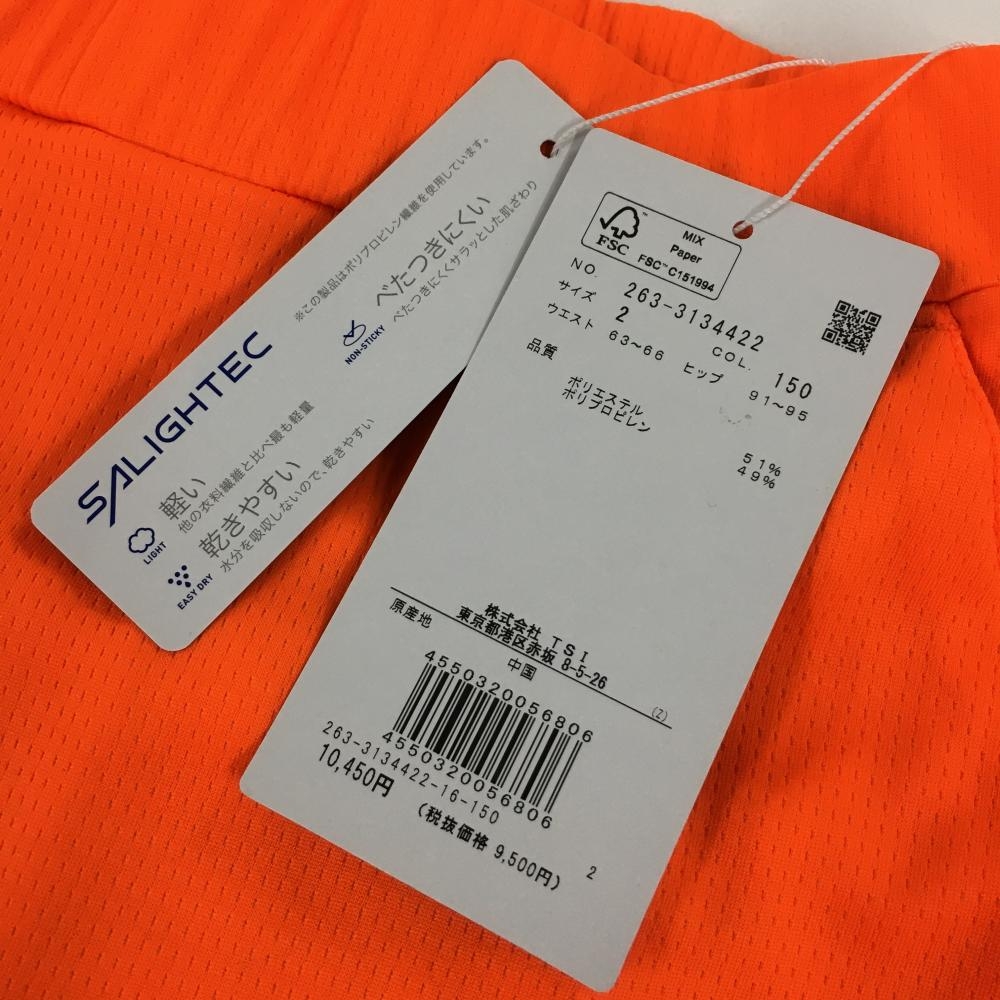 ※この製品はポリプロピレン繊維を使用しています。
SALIGHTEC
LIGHT
軽い
他の衣料繊維と比べ最も軽量
EASY DRY
乾きやすい
水分を吸収しないので、乾きやすい
NON-STICKY
べたつきにくい
べたつきにくくサラッとした肌ざわり
FSC™
MIX
Paper
FSC™ C151994
NO. 263-3134422
サイズ 2 COL. 150
ウエスト 63~66 ヒップ 91~95
品質
ポリエステル 51%
ポリプロピレン 49%
株式会社 TSI
東京都港区赤坂 8-5-26
原産地 中国 (Z)
4550320056806
4550320056806
263-3134422-16-150
10,450円
(税抜価格 9,500円) 2